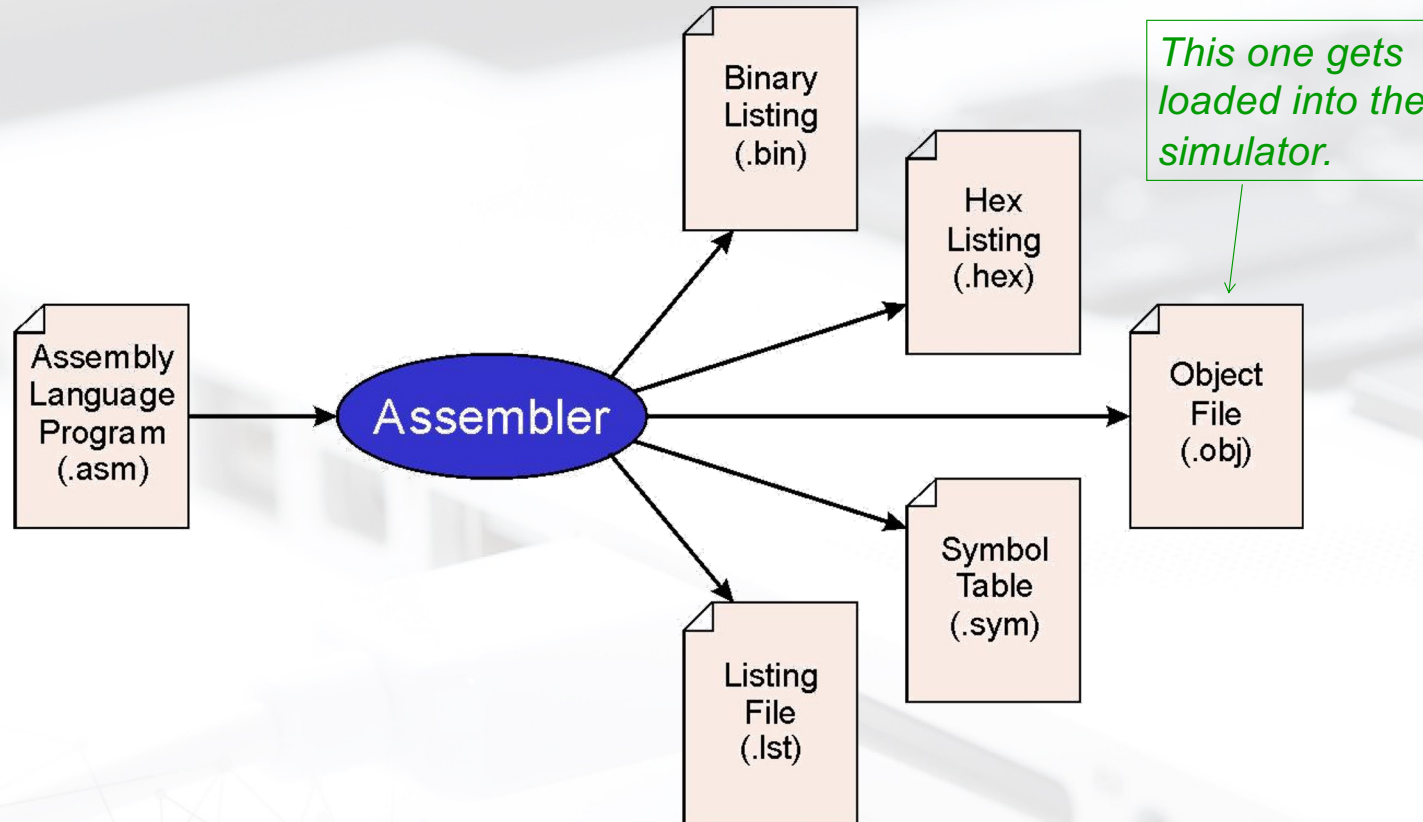 Binary
Listing
(.bin)
This one gets
loaded into the
simulator.
Hex
Listing
(.hex)
Assembly
Language
Program
(.asm)
Assembler
Object
File
(.obj)
Symbol
Table
(.sym)
Listing
File
(.lst)